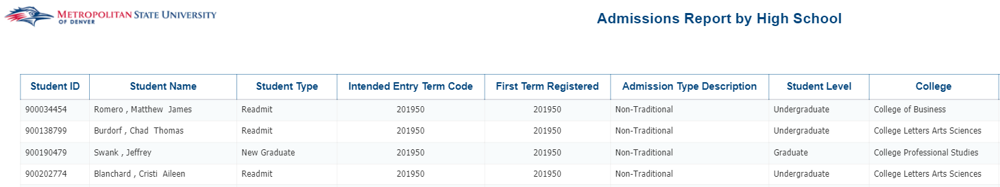 METROPOLITAN STATE UNIVERSITY
OF DENVER
Admissions Report by High School
Student ID Student Name Student Type Intended Entry Term Code First Term Registered Admission Type Description Student Level College
900034454 Romero , Matthew James Readmit 201950 201950 Non-Traditional Undergraduate College of Business
900138799 Burdorf , Chad Thomas Readmit 201950 201950 Non-Traditional Undergraduate College Letters Arts Sciences
900190479 Swank , Jeffrey New Graduate 201950 201950 Non-Traditional Graduate College Professional Studies
900202774 Blanchard , Cristi Aileen Readmit 201950 201950 Non-Traditional Undergraduate College Letters Arts Sciences